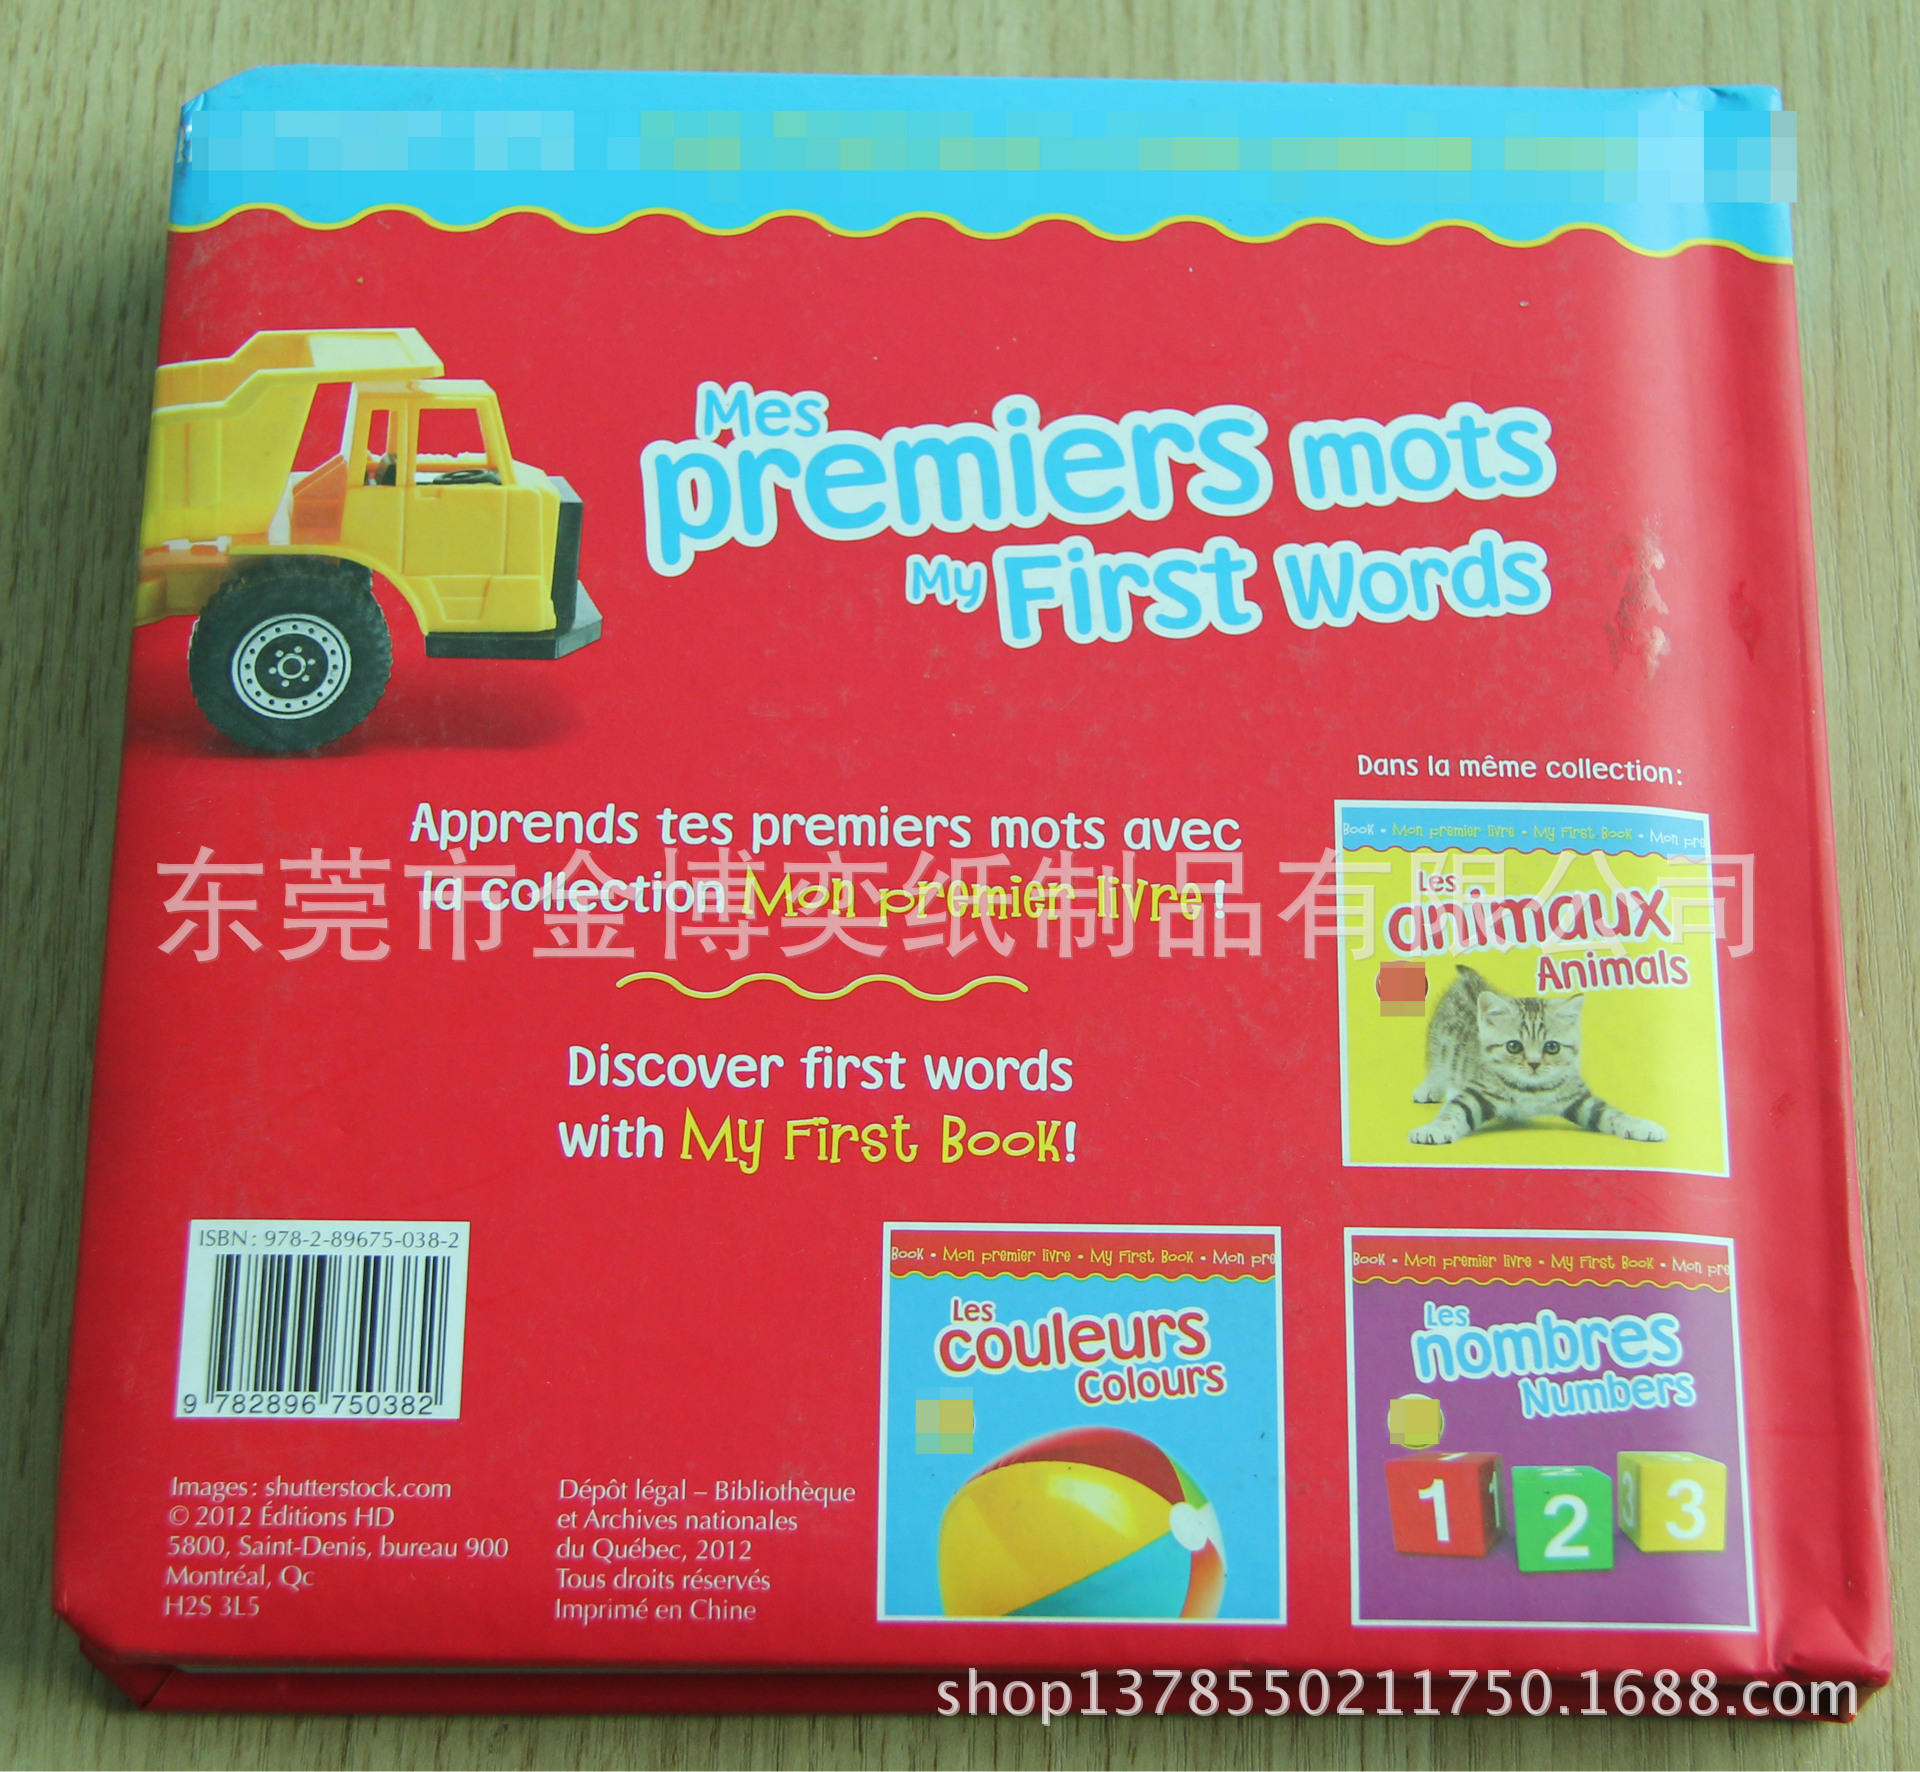 Mes
premiers mots
My First Words
Dans la même collection:
Apprends tes premiers mots avec
la collection Mon premier livre!
东莞市金博奕纸制品有限公司
Book • Mon premier livre • My First Book • Mon pre
Les
animaux
Animals
Discover first words
with My First Book!
ISBN: 978-2-89675-038-2
9 782896 750382
Book • Mon premier livre • My First Book • Mon pre
Les
couleurs
Colours
Book • Mon premier livre • My First Book • Mon pre
Les
nombres
Numbers
1 1 2 3 3
Images: shutterstock.com
© 2012 Éditions HD
5800, Saint-Denis, bureau 900
Montréal, Qc
H2S 3L5
Dépôt légal – Bibliothèque
et Archives nationales
du Québec, 2012
Tous droits réservés
Imprimé en Chine
shop1378550211750.1688.com